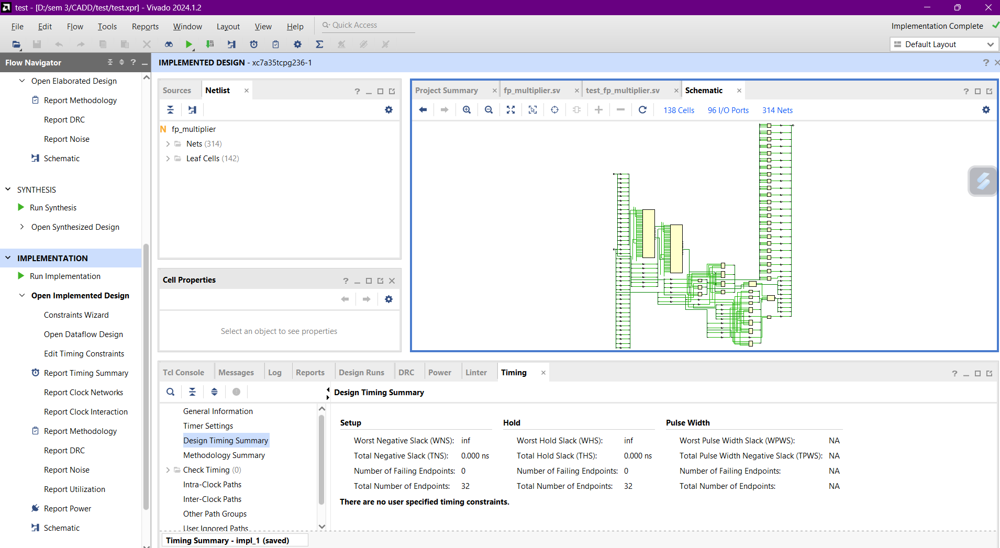 test - [D:/sem 3/CADD/test/test.xpr] - Vivado 2024.1.2
File Edit Flow Tools Reports Window Layout View Help Quick Access
Implementation Complete
Default Layout
Flow Navigator
IMPLEMENTED DESIGN - xc7a35tcpg236-1
Open Elaborated Design
Report Methodology
Report DRC
Report Noise
Schematic
SYNTHESIS
Run Synthesis
Open Synthesized Design
IMPLEMENTATION
Run Implementation
Open Implemented Design
Constraints Wizard
Open Dataflow Design
Edit Timing Constraints
Report Timing Summary
Report Clock Networks
Report Clock Interaction
Report Methodology
Report DRC
Report Noise
Report Utilization
Report Power
Schematic
Sources Netlist
N fp_multiplier
Nets (314)
Leaf Cells (142)
Cell Properties
Select an object to see properties
Project Summary fp_multiplier.sv test_fp_multiplier.sv Schematic
138 Cells 96 I/O Ports 314 Nets
Tcl Console Messages Log Reports Design Runs DRC Power Linter Timing
Design Timing Summary
General Information
Timer Settings
Design Timing Summary
Methodology Summary
Check Timing (0)
Intra-Clock Paths
Inter-Clock Paths
Other Path Groups
User Ignored Paths
Setup Hold Pulse Width
Worst Negative Slack (WNS): inf Worst Hold Slack (WHS): inf Worst Pulse Width Slack (WPWS): NA
Total Negative Slack (TNS): 0.000 ns Total Hold Slack (THS): 0.000 ns Total Pulse Width Negative Slack (TPWS): NA
Number of Failing Endpoints: 0 Number of Failing Endpoints: 0 Number of Failing Endpoints: NA
Total Number of Endpoints: 32 Total Number of Endpoints: 32 Total Number of Endpoints: NA
There are no user specified timing constraints.
Timing Summary - impl_1 (saved)